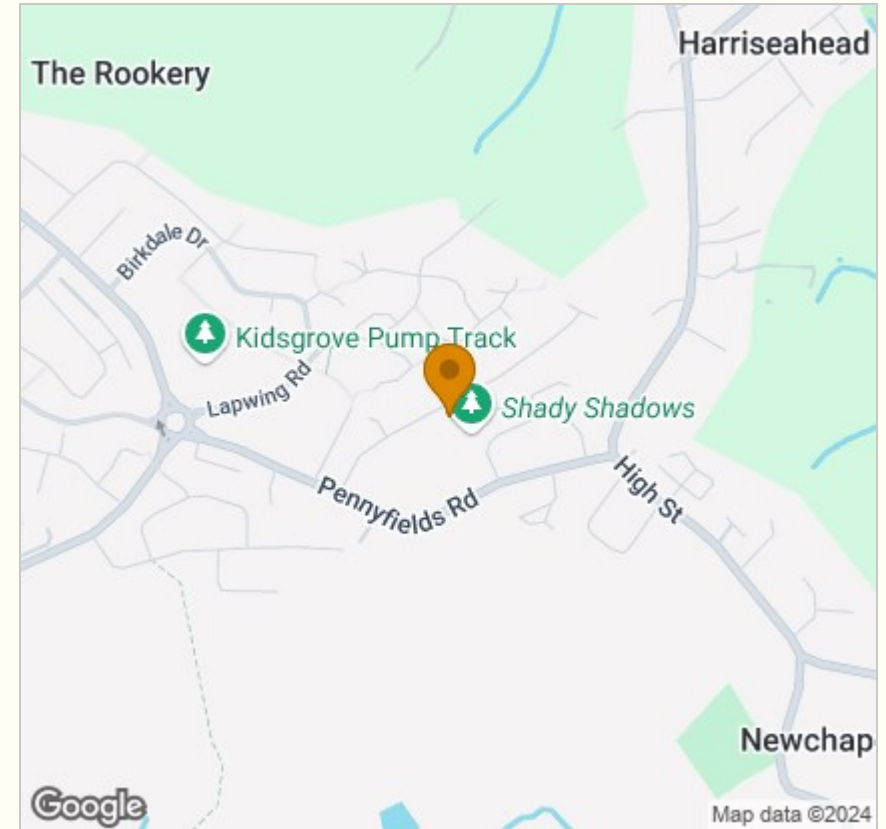 Harriseahead
The Rookery
Birkdale Dr
Kidsgrove Pump Track
Lapwing Rd
Shady Shadows
High St
Pennyfields Rd
Newchap
Google
Map data ©2024